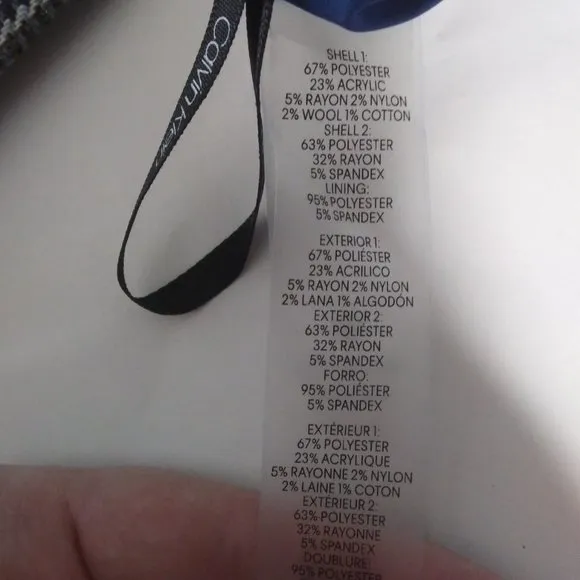 Calvin Klein
SHELL 1:
67% POLYESTER
23% ACRYLIC
5% RAYON 2% NYLON
2% WOOL 1% COTTON
SHELL 2:
63% POLYESTER
32% RAYON
5% SPANDEX
LINING:
95% POLYESTER
5% SPANDEX
EXTERIOR 1:
67% POLIÉSTER
23% ACRILICO
5% RAYON 2% NYLON
2% LANA 1% ALGODÓN
EXTERIOR 2:
63% POLIÉSTER
32% RAYON
5% SPANDEX
FORRO:
95% POLIÉSTER
5% SPANDEX
EXTÉRIEUR 1:
67% POLYESTER
23% ACRYLIQUE
5% RAYONNE 2% NYLON
2% LAINE 1% COTON
EXTÉRIEUR 2:
63% POLYESTER
32% RAYONNE
5% SPANDEX
DOUBLURE:
95% POLYESTER